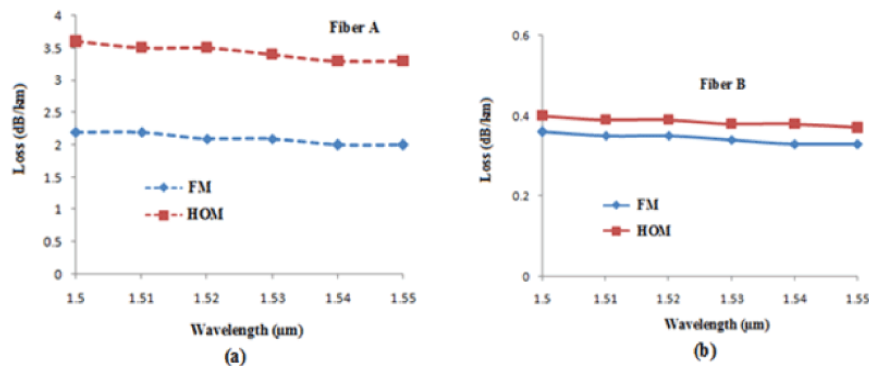 Fiber A
Loss (dB/km)
4
3.5
3
2.5
2
1.5
1
0.5
0
FM
HOM
1.5 1.51 1.52 1.53 1.54 1.55
Wavelength (µm)
(a)
Fiber B
Loss (dB/km)
0.6
0.4
0.2
0
FM
HOM
1.5 1.51 1.52 1.53 1.54 1.55
Wavelength (µm)
(b)